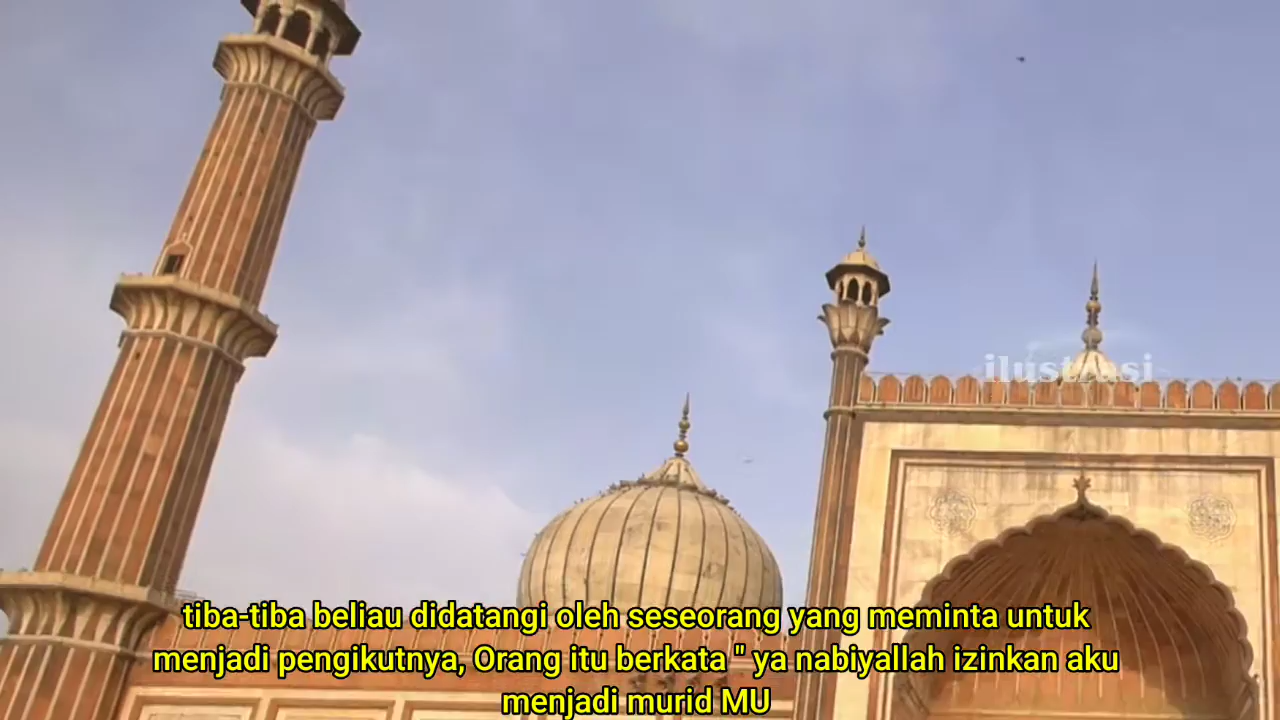 ilustrasi
tiba-tiba beliau didatangi oleh seseorang yang meminta untuk
menjadi pengikutnya, Orang itu berkata " ya nabiyallah izinkan aku
menjadi murid MU